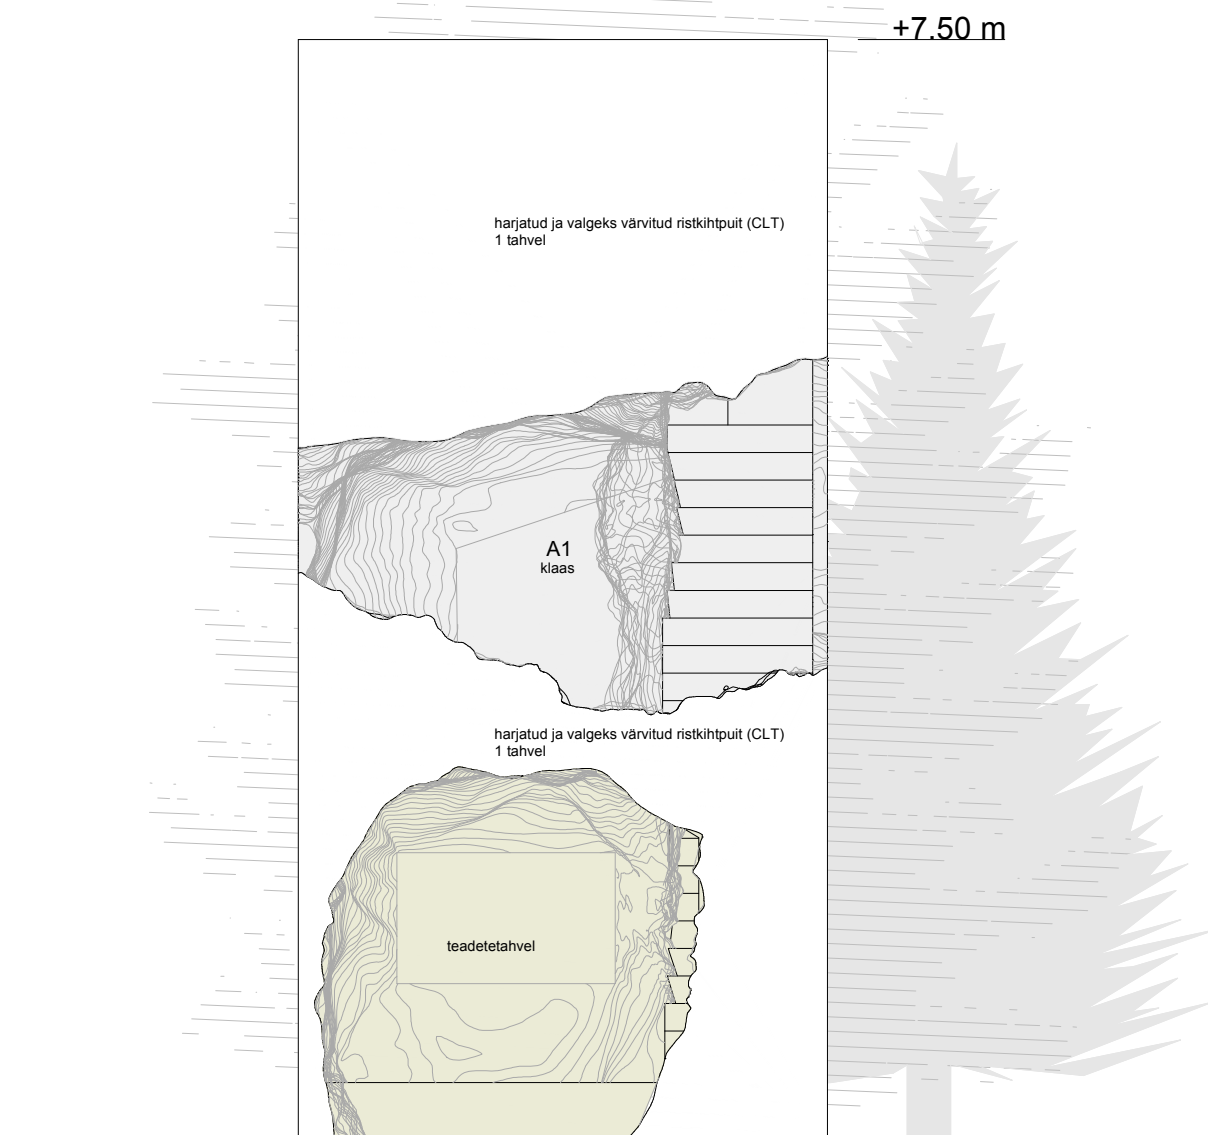 +7.50 m
harjatud ja valgeks värvitud ristkihtpuit (CLT)
1 tahvel
A1
klaas
harjatud ja valgeks värvitud ristkihtpuit (CLT)
1 tahvel
teadetetahvel